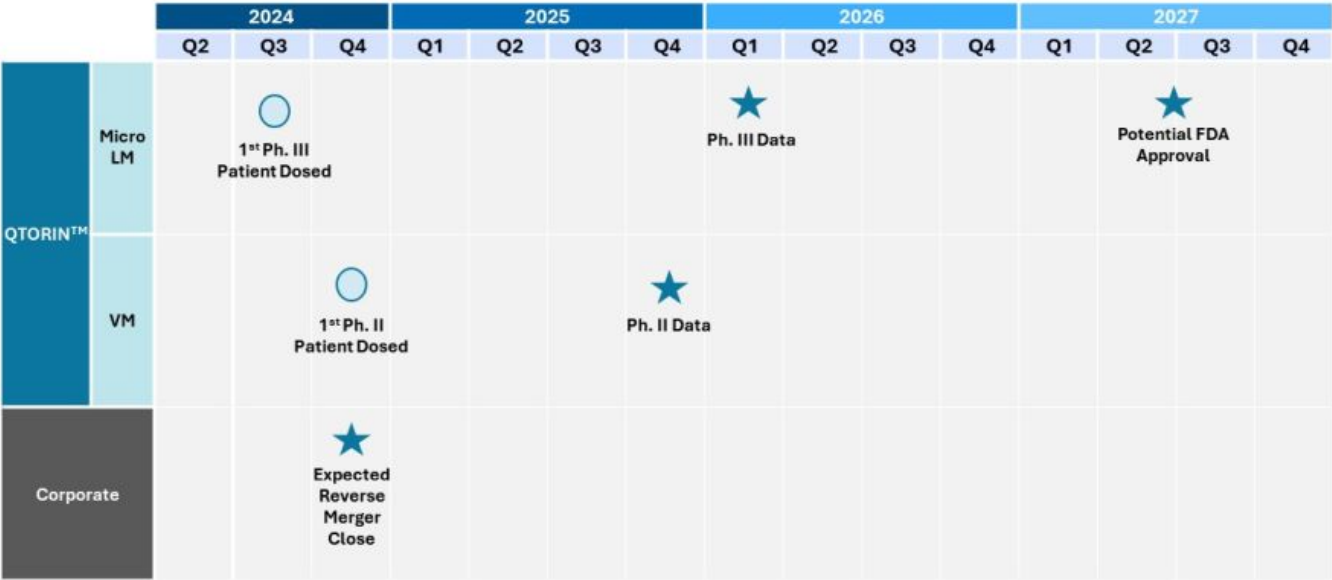 2024 2025 2026 2027
Q2 Q3 Q4 Q1 Q2 Q3 Q4 Q1 Q2 Q3 Q4 Q1 Q2 Q3 Q4
QTORIN™
Micro
LM
1st Ph. III
Patient Dosed
Ph. III Data
Potential FDA
Approval
VM
1st Ph. II
Patient Dosed
Ph. II Data
Corporate
Expected
Reverse
Merger
Close